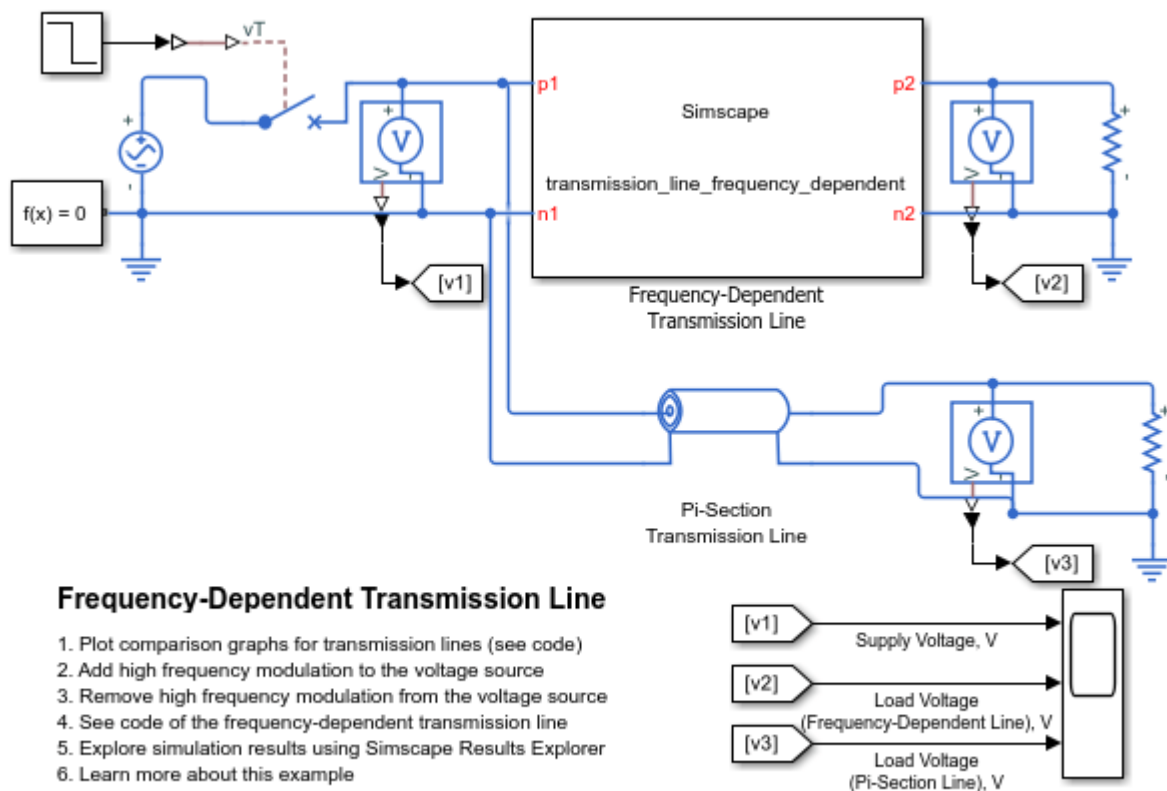 vT
p1
p2
Simscape
V
V
transmission_line_frequency_dependent
f(x) = 0
n1
n2
V
V
[v1]
[v2]
Frequency-Dependent
Transmission Line
V
V
Pi-Section
Transmission Line
[v3]
Frequency-Dependent Transmission Line
1. Plot comparison graphs for transmission lines (see code)
2. Add high frequency modulation to the voltage source
3. Remove high frequency modulation from the voltage source
4. See code of the frequency-dependent transmission line
5. Explore simulation results using Simscape Results Explorer
6. Learn more about this example
[v1]
Supply Voltage, V
[v2]
Load Voltage
(Frequency-Dependent Line), V
[v3]
Load Voltage
(Pi-Section Line), V